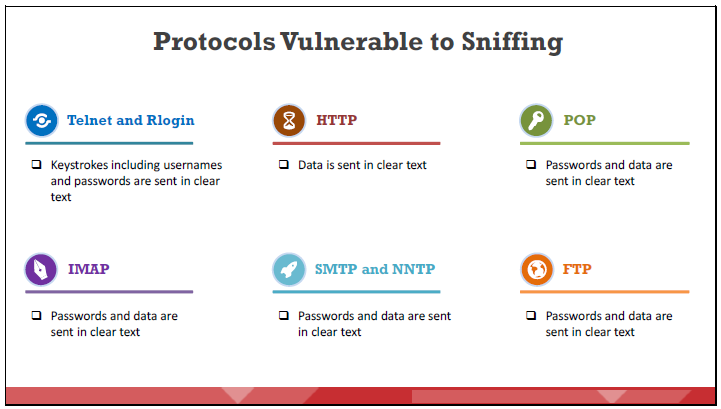 Protocols Vulnerable to Sniffing
Telnet and Rlogin
Keystrokes including usernames
and passwords are sent in clear
text
HTTP
Data is sent in clear text
POP
Passwords and data are
sent in clear text
IMAP
Passwords and data are
sent in clear text
SMTP and NNTP
Passwords and data are sent
in clear text
FTP
Passwords and data are
sent in clear text